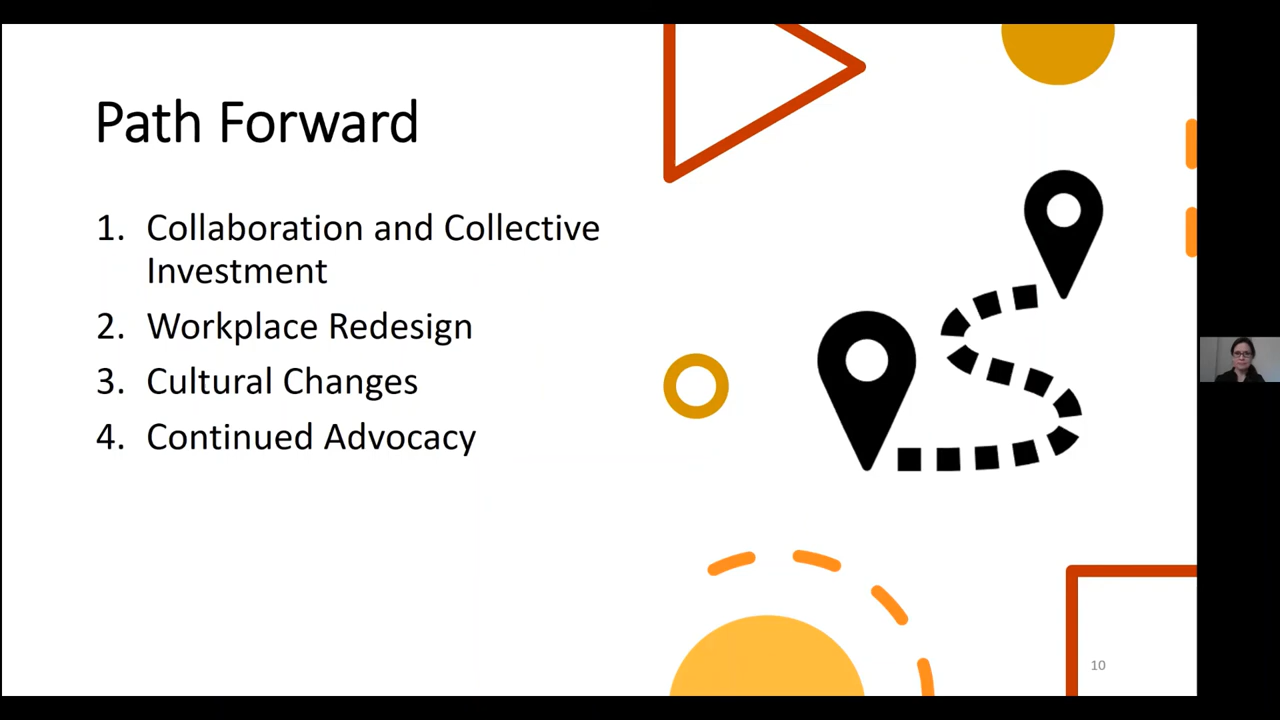 Path Forward
1. Collaboration and Collective
Investment
2. Workplace Redesign
3. Cultural Changes
4. Continued Advocacy
10